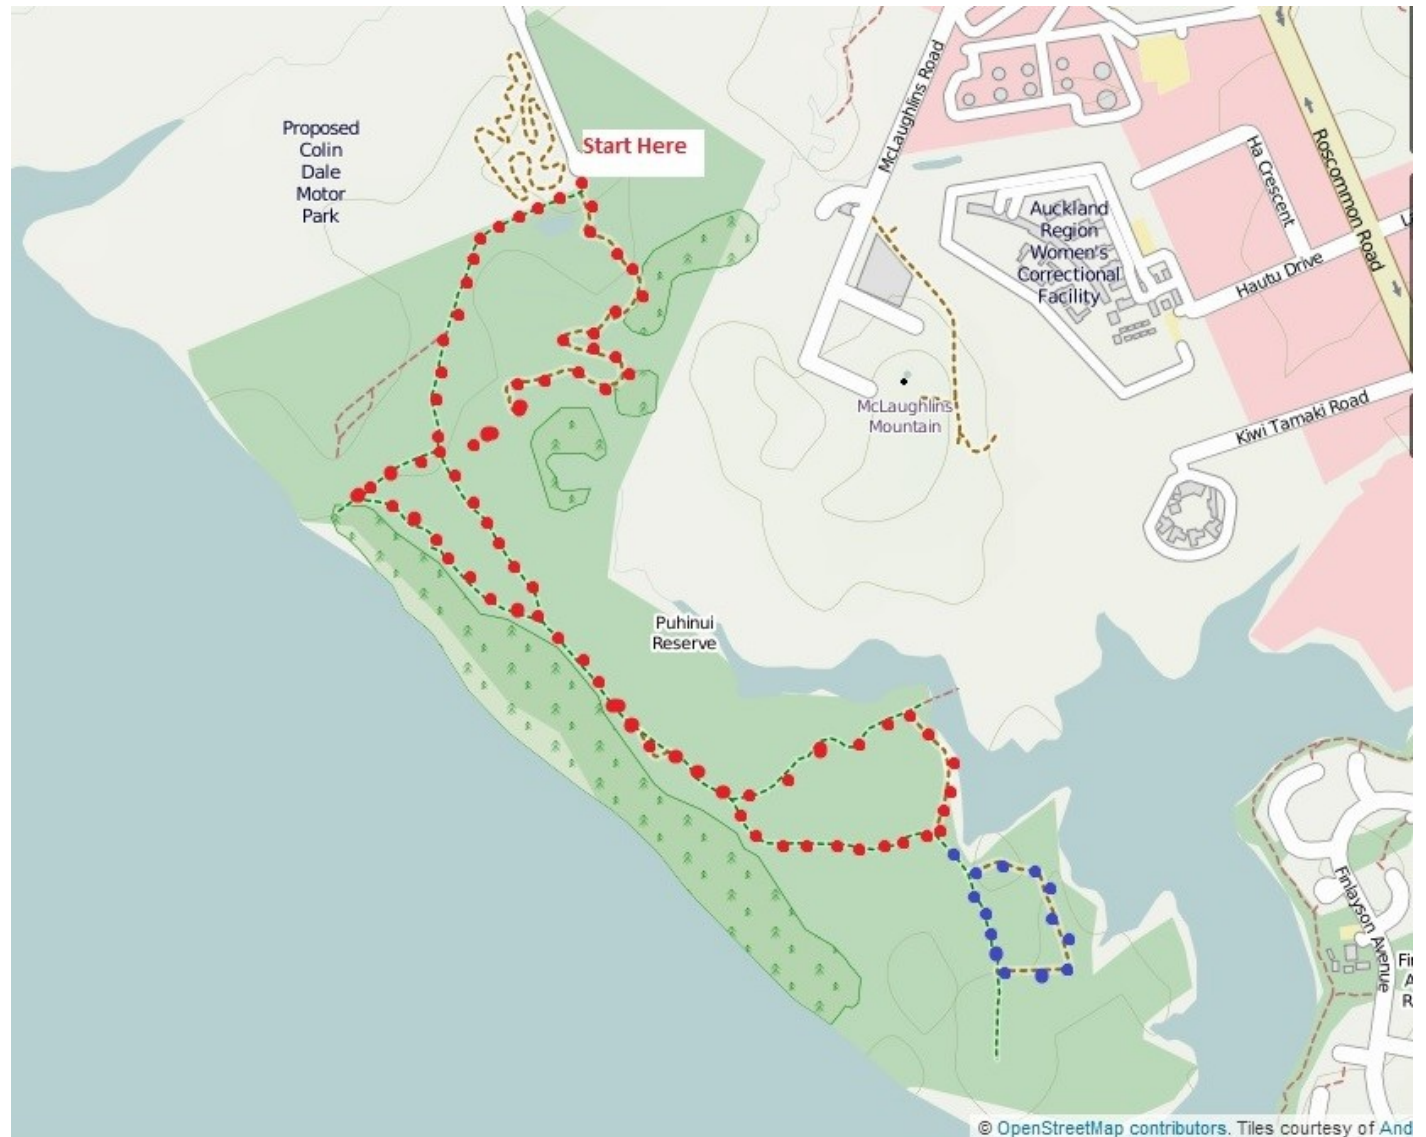 Proposed
Colin
Dale
Motor
Park
Start Here
McLaughlins Road
Auckland
Region
Women's
Correctional
Facility
Ha Crescent
Roscommon Road
Hautu Drive
McLaughlins
Mountain
Kiwi Tamaki Road
Puhinui
Reserve
Finlayson Avenue
© OpenStreetMap contributors. Tiles courtesy of And